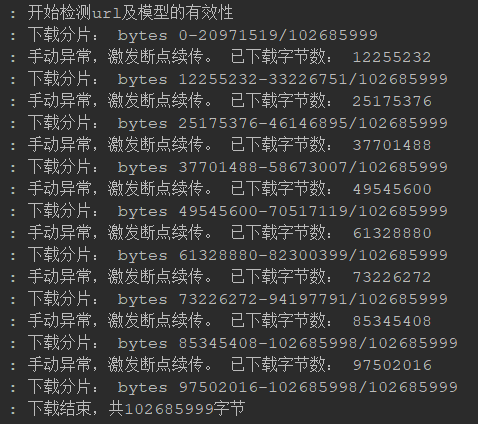 : 开始检测url及模型的有效性
: 下载分片： bytes 0-20971519/102685999
: 手动异常，激发断点续传。 已下载字节数： 12255232
: 下载分片： bytes 12255232-33226751/102685999
: 手动异常，激发断点续传。 已下载字节数： 25175376
: 下载分片： bytes 25175376-46146895/102685999
: 手动异常，激发断点续传。 已下载字节数： 37701488
: 下载分片： bytes 37701488-58673007/102685999
: 手动异常，激发断点续传。 已下载字节数： 49545600
: 下载分片： bytes 49545600-70517119/102685999
: 手动异常，激发断点续传。 已下载字节数： 61328880
: 下载分片： bytes 61328880-82300399/102685999
: 手动异常，激发断点续传。 已下载字节数： 73226272
: 下载分片： bytes 73226272-94197791/102685999
: 手动异常，激发断点续传。 已下载字节数： 85345408
: 下载分片： bytes 85345408-102685998/102685999
: 手动异常，激发断点续传。 已下载字节数： 97502016
: 下载分片： bytes 97502016-102685998/102685999
: 下载结束，共102685999字节